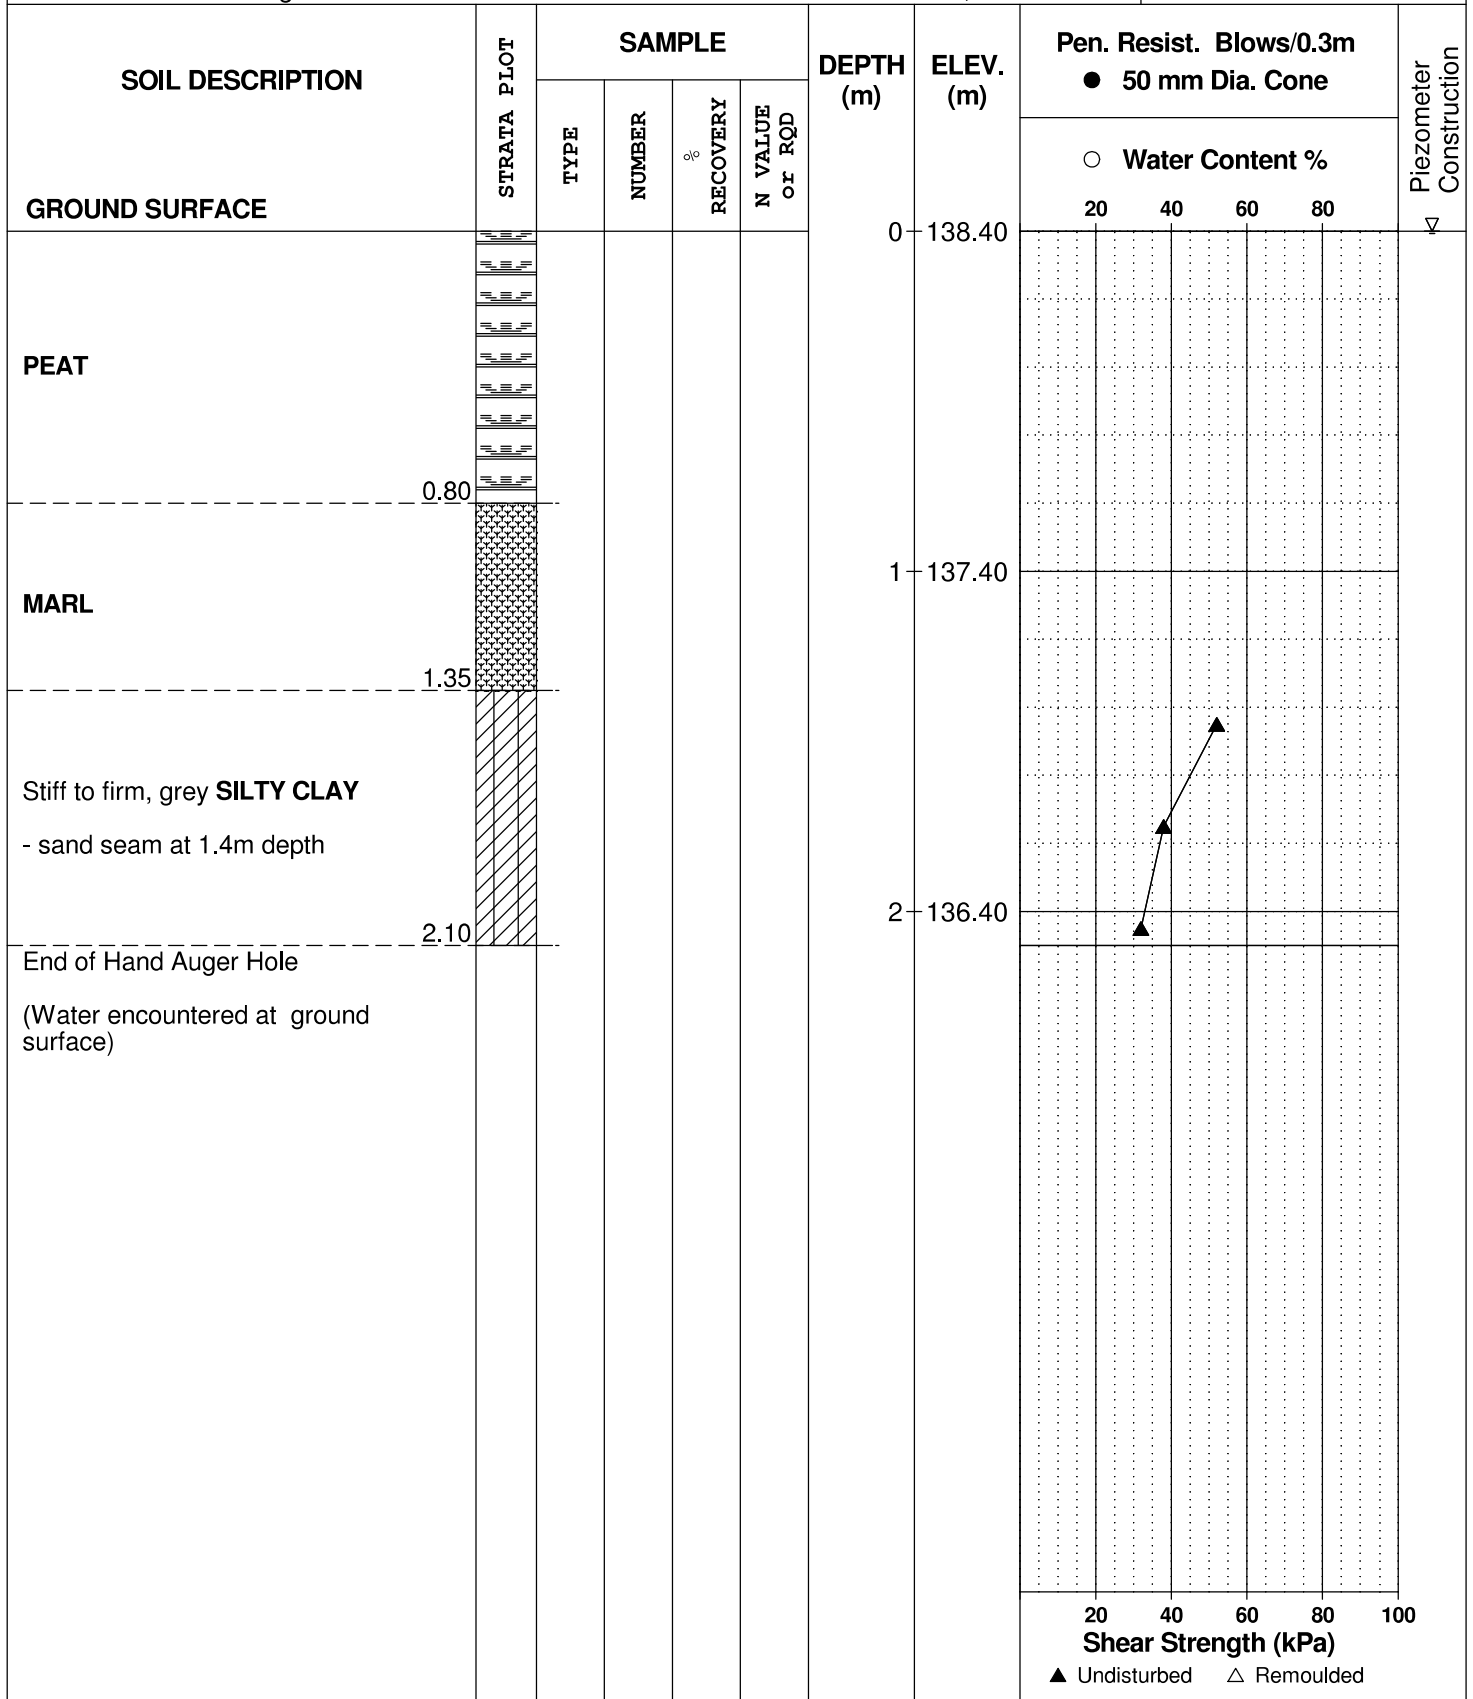 SOIL DESCRIPTION
GROUND SURFACE
STRATA PLOT
SAMPLE
TYPE
NUMBER
%
RECOVERY
N VALUE
or RQD
DEPTH
(m)
ELEV.
(m)
Pen. Resist. Blows/0.3m
● 50 mm Dia. Cone
○ Water Content %
20 40 60 80
Piezometer
Construction
0 138.40
PEAT
0.80
1 137.40
MARL
1.35
Stiff to firm, grey SILTY CLAY
- sand seam at 1.4m depth
2 136.40
2.10
End of Hand Auger Hole
(Water encountered at ground
surface)
20 40 60 80 100
Shear Strength (kPa)
▲ Undisturbed △ Remoulded